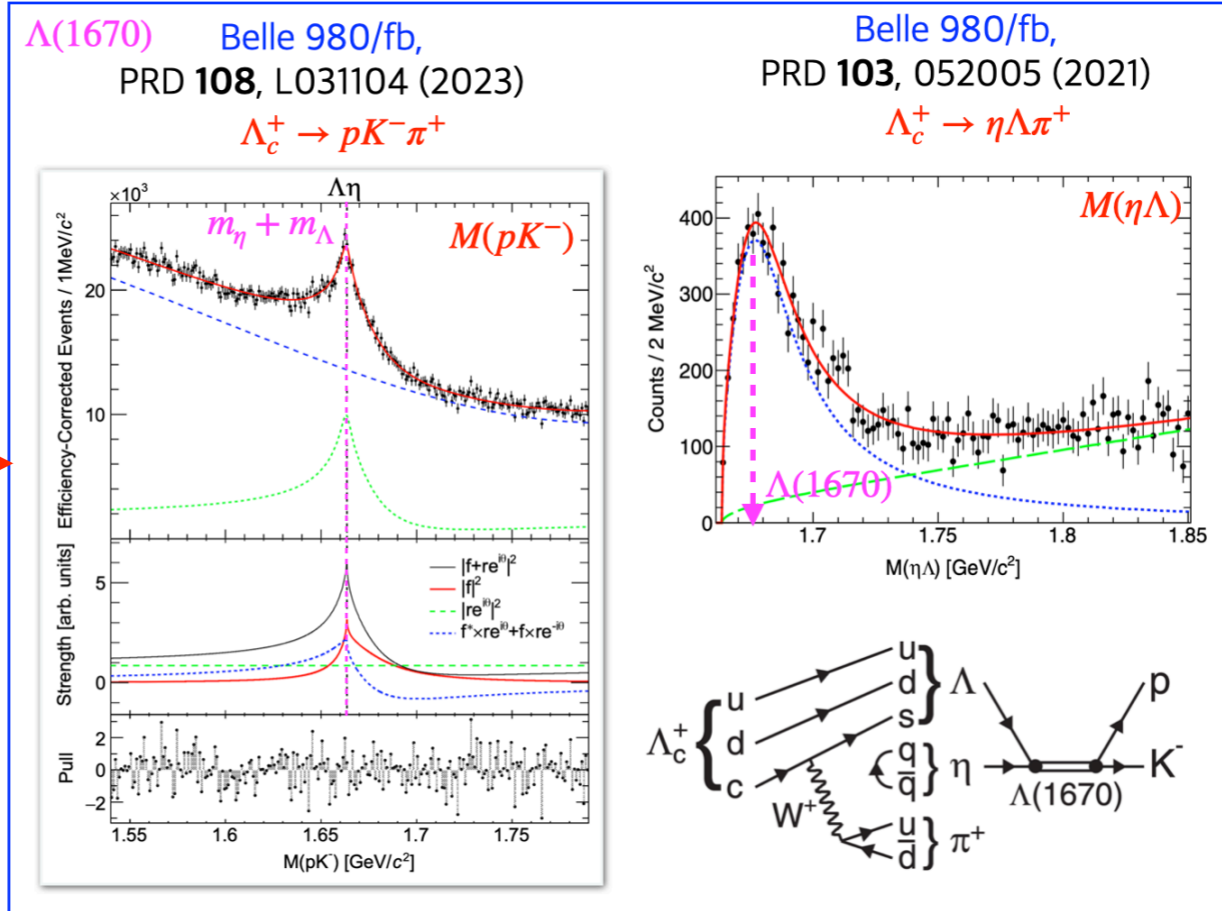 Λ(1670)
Belle 980/fb,
PRD 108, L031104 (2023)
Λc+ → pK−π+
Λη
×10³
mη + mΛ
M(pK−)
Efficiency-Corrected Events / 1MeV/c²
20
10
|f+reiθ|²
|f|²
|reiθ|²
f*×reiθ+f×re-iθ
Strength [arb. units]
5
0
Pull
2
0
−2
1.55 1.6 1.65 1.7 1.75
M(pK-) [GeV/c²]
Belle 980/fb,
PRD 103, 052005 (2021)
Λc+ → ηΛπ+
M(ηΛ)
Counts / 2 MeV/c²
400
300
200
100
0
Λ(1670)
1.7 1.75 1.8 1.85
M(ηΛ) [GeV/c²]
Λc+ { u d c
u d s } Λ
q q̄ } η
W+
u d̄ } π+
Λ(1670)
p
K-